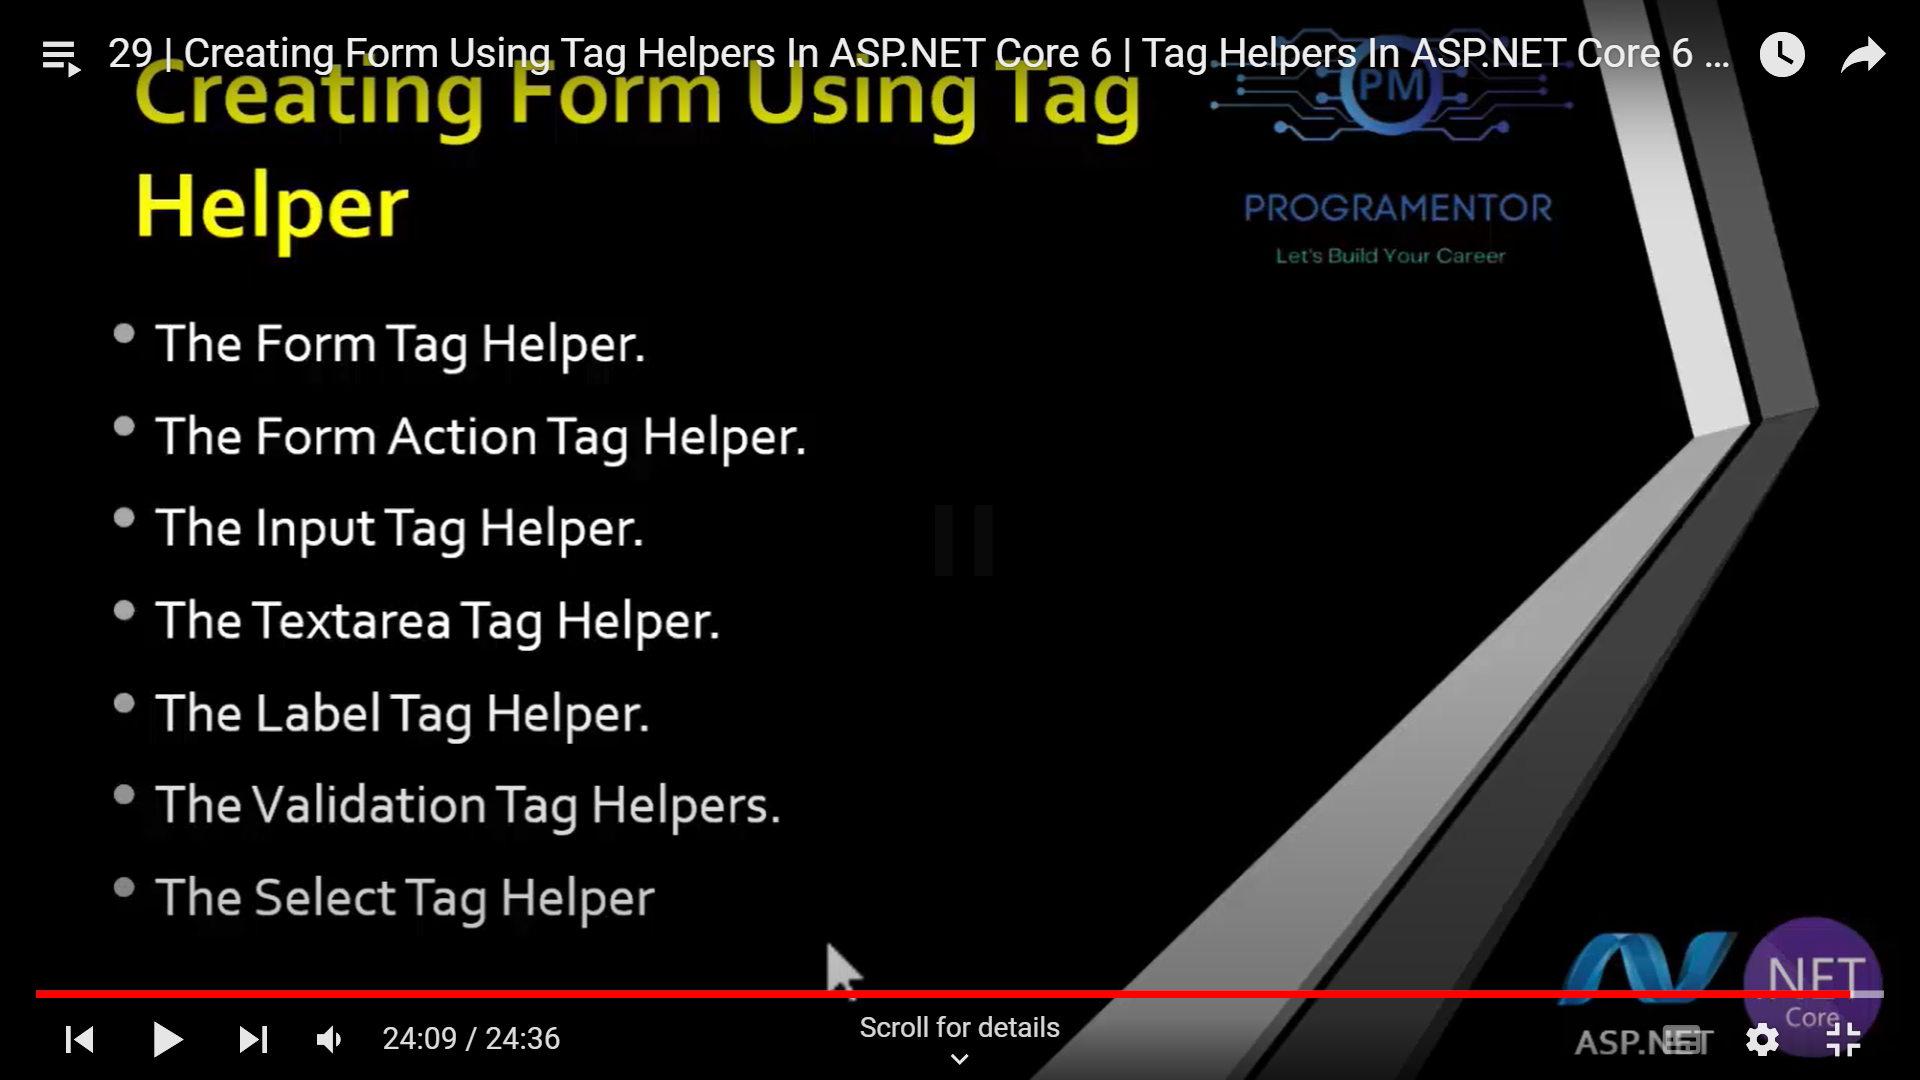 29 | Creating Form Using Tag Helpers In ASP.NET Core 6 | Tag Helpers In ASP.NET Core 6 ...
Creating Form Using Tag
Helper
PM
PROGRAMENTOR
Let's Build Your Career
• The Form Tag Helper.
• The Form Action Tag Helper.
• The Input Tag Helper.
• The Textarea Tag Helper.
• The Label Tag Helper.
• The Validation Tag Helpers.
• The Select Tag Helper
NET
Core
ASP.NET
24:09 / 24:36
Scroll for details